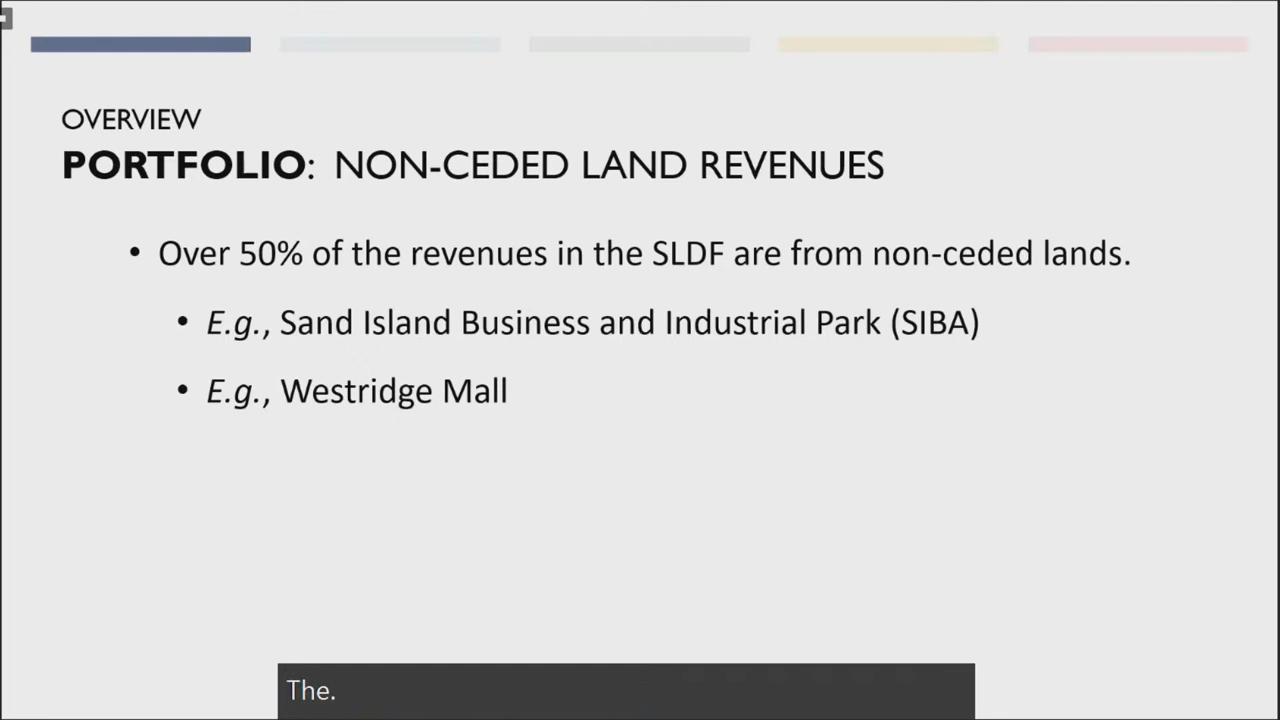 OVERVIEW
PORTFOLIO: NON-CEDED LAND REVENUES
• Over 50% of the revenues in the SLDF are from non-ceded lands.
• E.g., Sand Island Business and Industrial Park (SIBA)
• E.g., Westridge Mall
The.